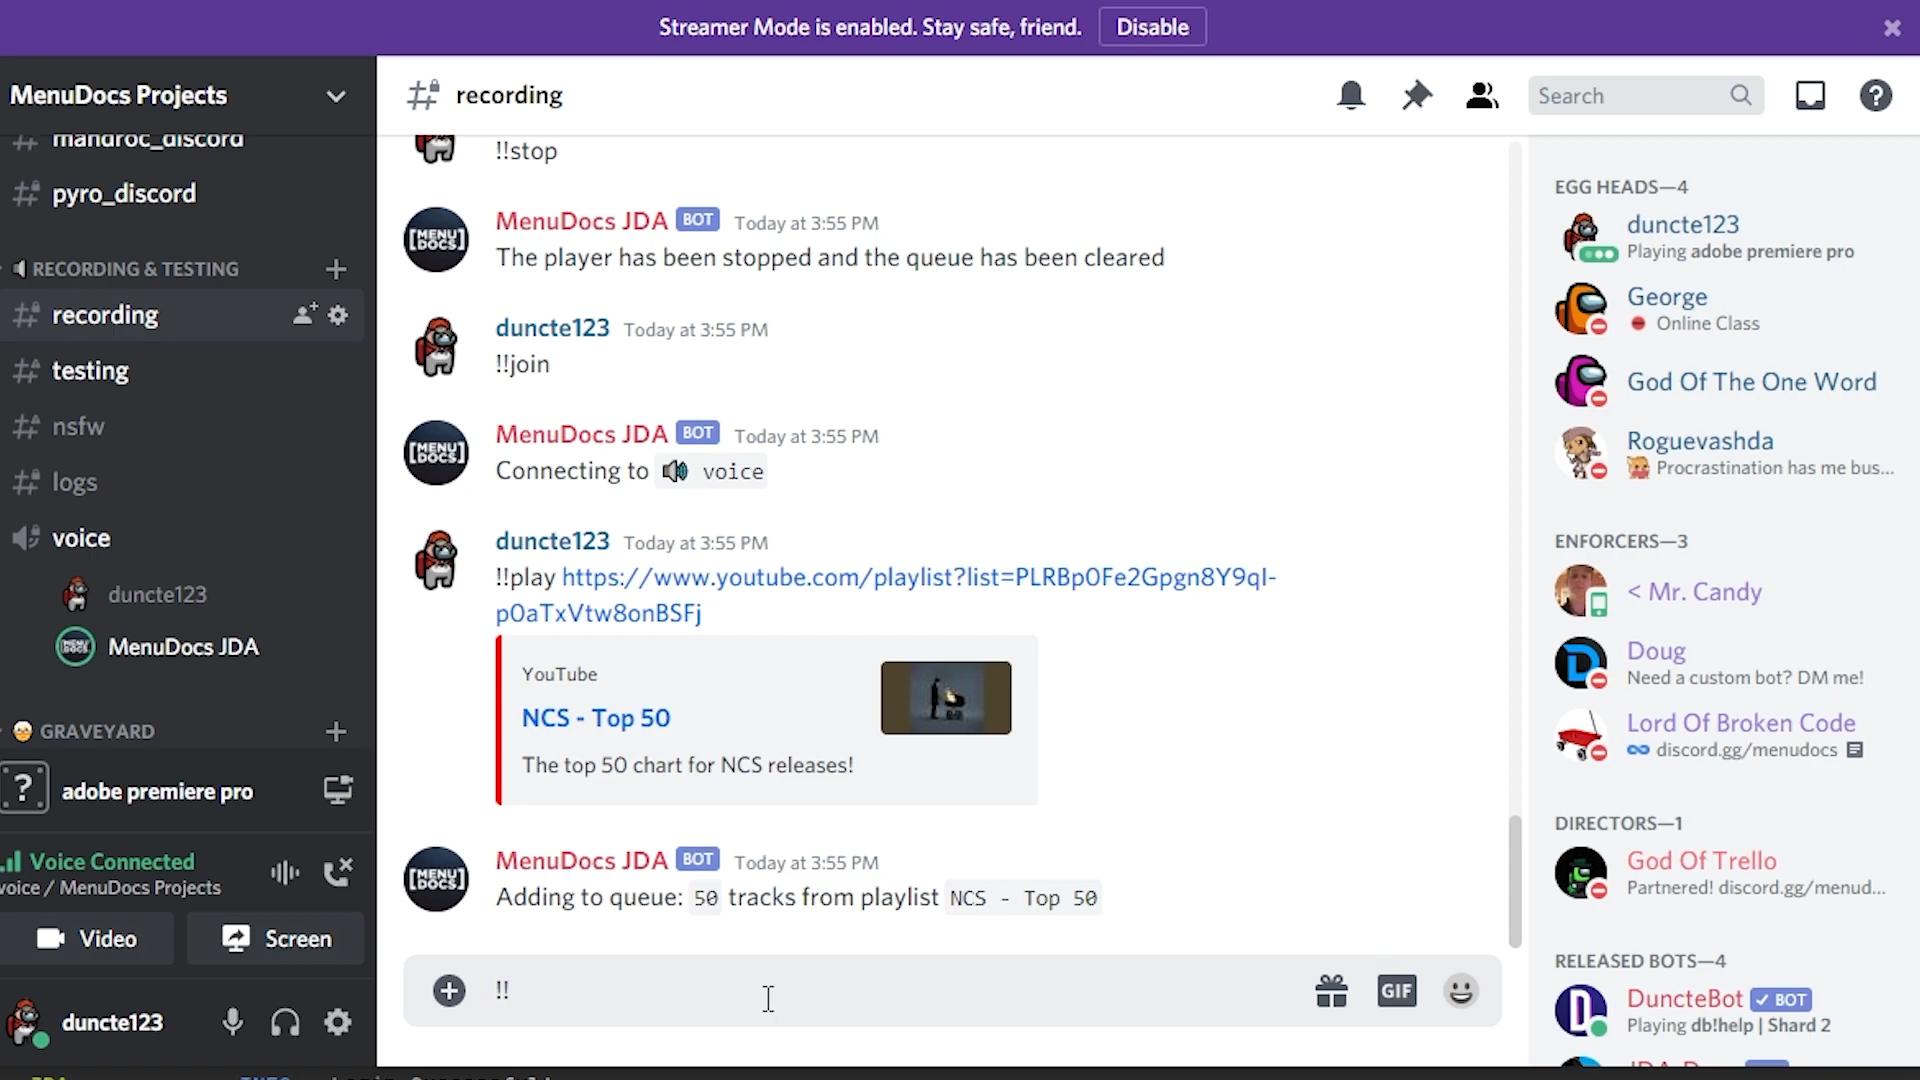 Streamer Mode is enabled. Stay safe, friend.
Disable
MenuDocs Projects
mandroc_discord
pyro_discord
RECORDING & TESTING
recording
testing
nsfw
logs
voice
duncte123
MenuDocs JDA
GRAVEYARD
adobe premiere pro
Voice Connected
voice / MenuDocs Projects
Video
Screen
duncte123
recording
Search
!!stop
MenuDocs JDA BOT Today at 3:55 PM
The player has been stopped and the queue has been cleared
duncte123 Today at 3:55 PM
!!join
MenuDocs JDA BOT Today at 3:55 PM
Connecting to voice
duncte123 Today at 3:55 PM
!!play https://www.youtube.com/playlist?list=PLRBp0Fe2Gpgn8Y9qI-
p0aTxVtw8onBSFj
YouTube
NCS - Top 50
The top 50 chart for NCS releases!
MenuDocs JDA BOT Today at 3:55 PM
Adding to queue: 50 tracks from playlist NCS - Top 50
!!
GIF
EGG HEADS—4
duncte123
Playing adobe premiere pro
George
Online Class
God Of The One Word
Roguevashda
Procrastination has me bus...
ENFORCERS—3
< Mr. Candy
Doug
Need a custom bot? DM me!
Lord Of Broken Code
discord.gg/menudocs
DIRECTORS—1
God Of Trello
Partnered! discord.gg/menud...
RELEASED BOTS—4
DuncteBot BOT
Playing db!help | Shard 2